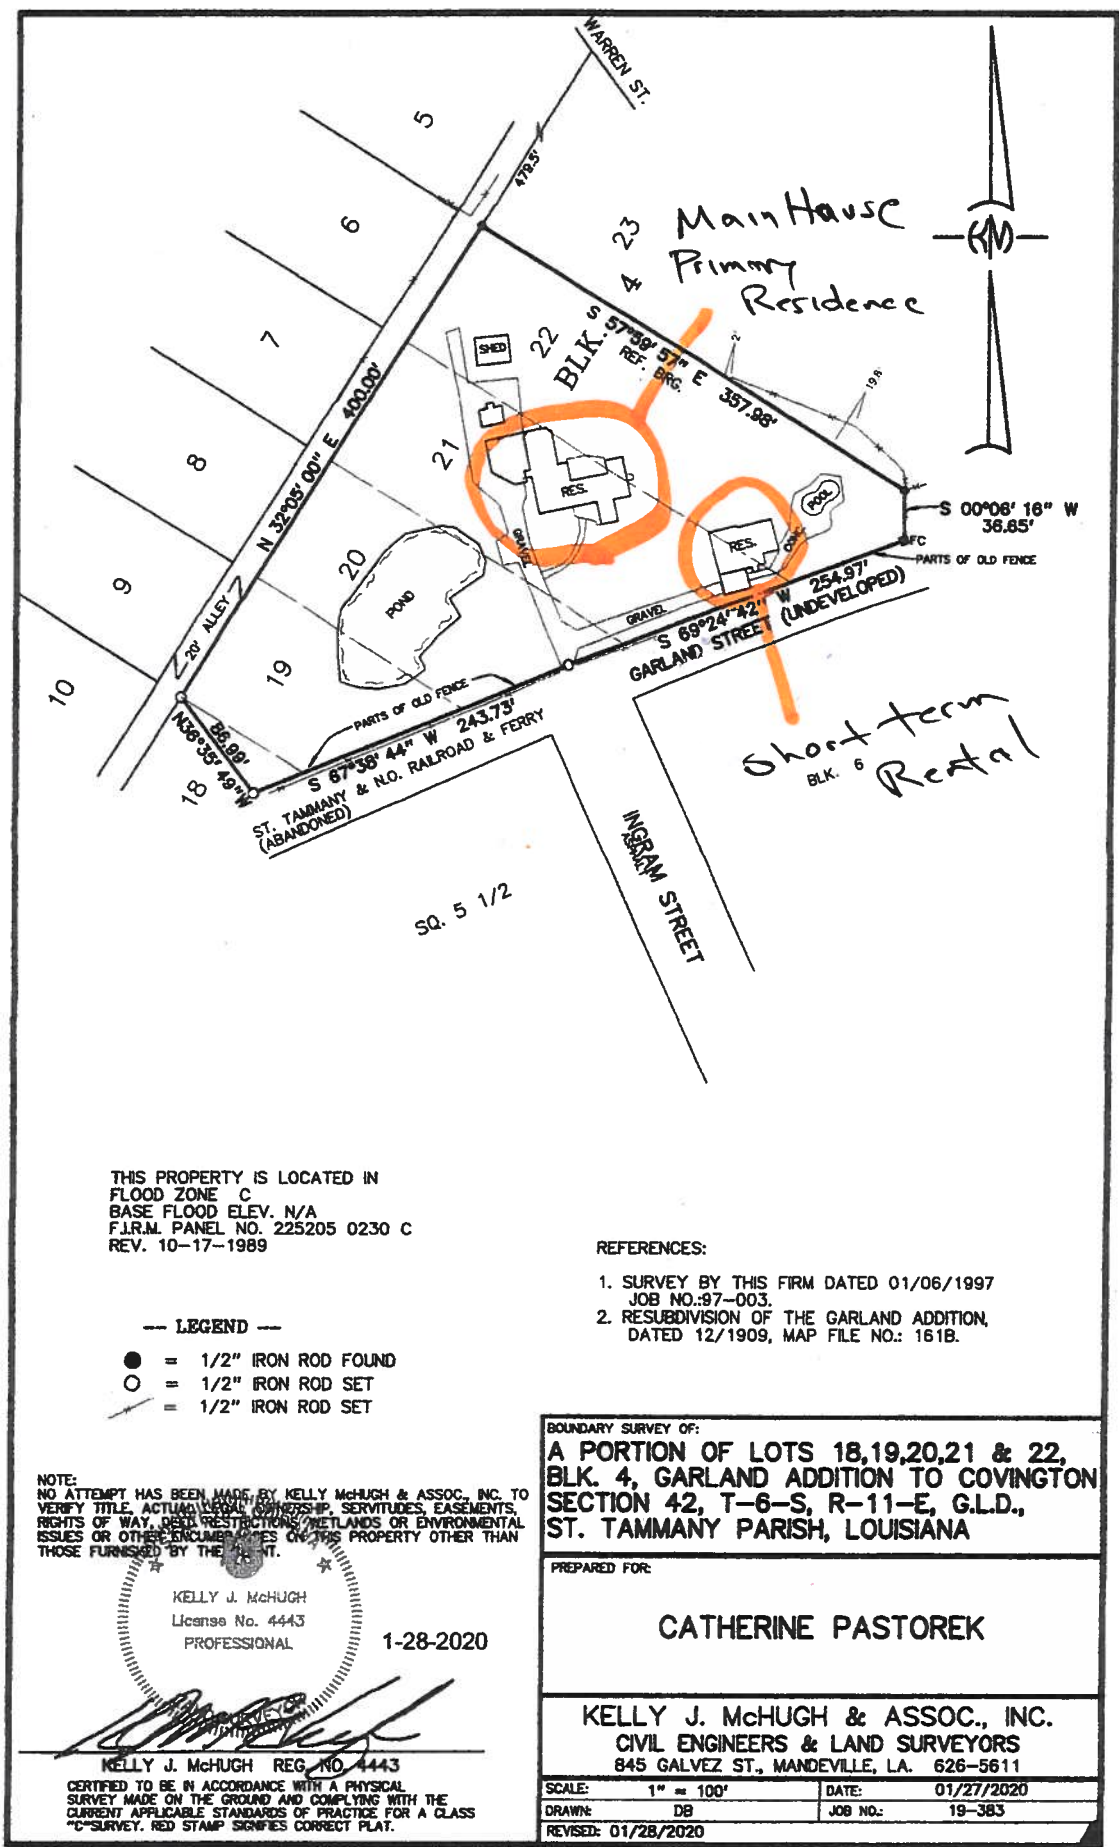 WARREN ST.
5
479.5'
6
23
4
Main House
Primary
Residence
KM
7
N 32°05' 00" E 400.00'
SHED
22
BLK.
S 57°59' 57" E 357.98'
REF. BRG.
2'
19.8'
8
21
RES.
POOL
S 00°06' 16" W
36.65'
FC
PARTS OF OLD FENCE
9
20
GRAVEL
RES.
CONC.
POND
20' ALLEY
GRAVEL
S 69°24' 42" W 254.97'
GARLAND STREET (UNDEVELOPED)
10
19
PARTS OF OLD FENCE
N36°35' 49"W
86.99'
18
S 67°38' 44" W 243.73'
ST. TAMMANY & N.O. RAILROAD & FERRY
(ABANDONED)
Short term
Rental
BLK. 6
INGRAM STREET
SQ. 5 1/2
THIS PROPERTY IS LOCATED IN
FLOOD ZONE C
BASE FLOOD ELEV. N/A
F.I.R.M. PANEL NO. 225205 0230 C
REV. 10-17-1989
REFERENCES:
1. SURVEY BY THIS FIRM DATED 01/06/1997
JOB NO.:97-003.
2. RESUBDIVISION OF THE GARLAND ADDITION,
DATED 12/1909, MAP FILE NO.: 161B.
-- LEGEND --
= 1/2" IRON ROD FOUND
= 1/2" IRON ROD SET
= 1/2" IRON ROD SET
NOTE:
NO ATTEMPT HAS BEEN MADE BY KELLY McHUGH & ASSOC., INC. TO
VERIFY TITLE, ACTUAL LEGAL OWNERSHIP, SERVITUDES, EASEMENTS,
RIGHTS OF WAY, DEED RESTRICTIONS, WETLANDS OR ENVIRONMENTAL
ISSUES OR OTHER ENCUMBRANCES ON THIS PROPERTY OTHER THAN
THOSE FURNISHED BY THE CLIENT.
KELLY J. McHUGH
License No. 4443
PROFESSIONAL
1-28-2020
KELLY J. McHUGH REG. NO. 4443
CERTIFIED TO BE IN ACCORDANCE WITH A PHYSICAL
SURVEY MADE ON THE GROUND AND COMPLYING WITH THE
CURRENT APPLICABLE STANDARDS OF PRACTICE FOR A CLASS
"C"SURVEY. RED STAMP SIGNIFIES CORRECT PLAT.
BOUNDARY SURVEY OF:
A PORTION OF LOTS 18,19,20,21 & 22,
BLK. 4, GARLAND ADDITION TO COVINGTON
SECTION 42, T-6-S, R-11-E, G.L.D.,
ST. TAMMANY PARISH, LOUISIANA
PREPARED FOR:
CATHERINE PASTOREK
KELLY J. McHUGH & ASSOC., INC.
CIVIL ENGINEERS & LAND SURVEYORS
845 GALVEZ ST., MANDEVILLE, LA. 626-5611
SCALE: 1" = 100' DATE: 01/27/2020
DRAWN: DB JOB NO.: 19-383
REVISED: 01/28/2020